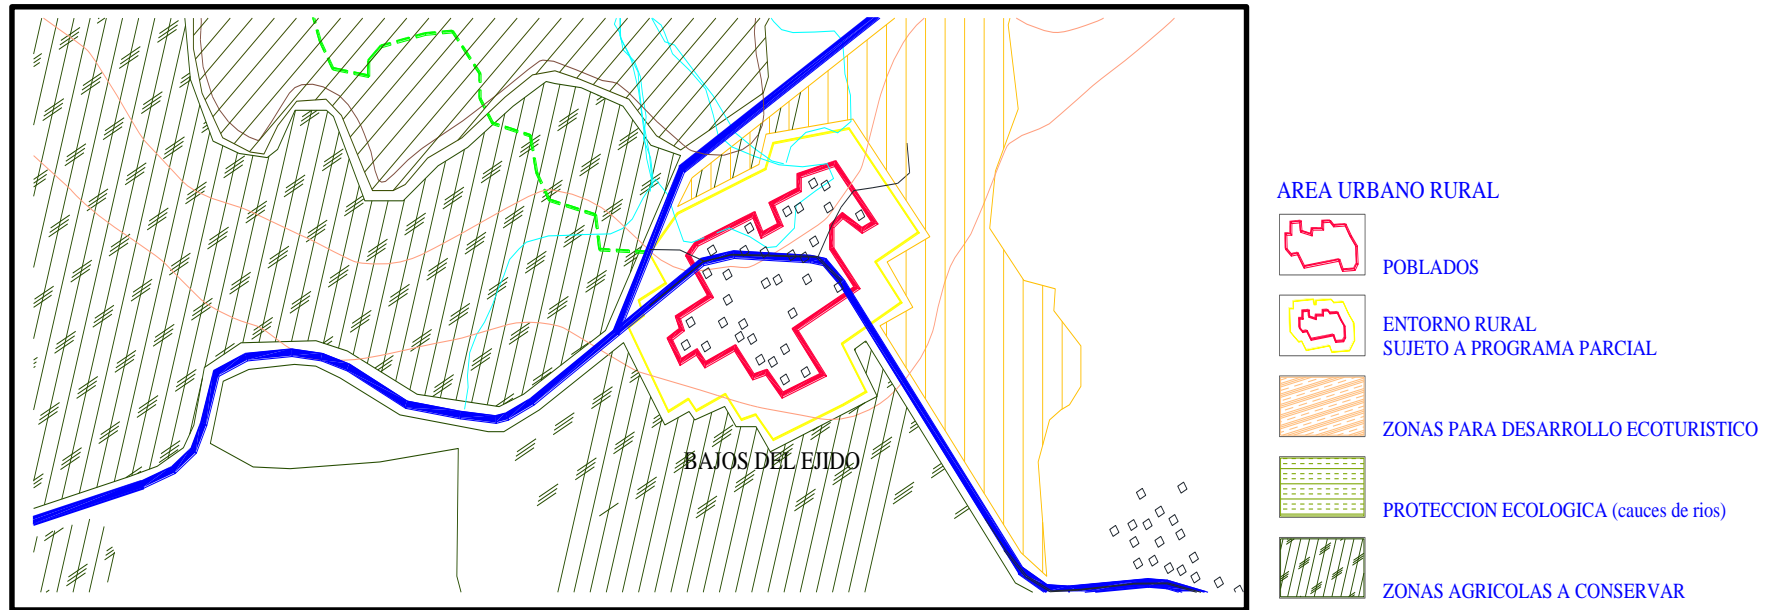 BAJOS DEL EJIDO
AREA URBANO RURAL
POBLADOS
ENTORNO RURAL
SUJETO A PROGRAMA PARCIAL
ZONAS PARA DESARROLLO ECOTURISTICO
PROTECCION ECOLOGICA (cauces de rios)
ZONAS AGRICOLAS A CONSERVAR